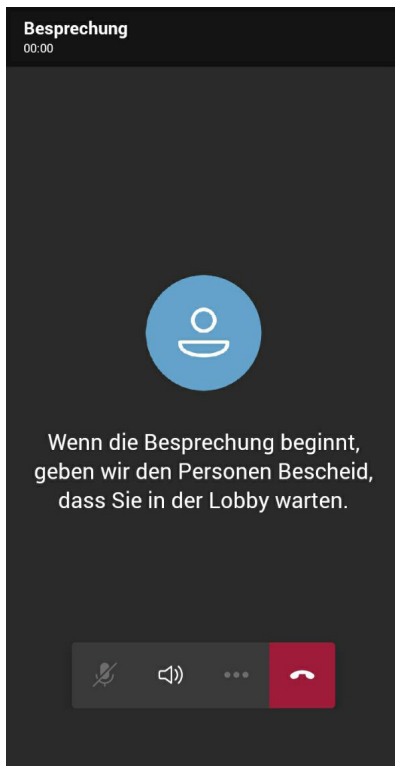 Besprechung
00:00
Wenn die Besprechung beginnt,
geben wir den Personen Bescheid,
dass Sie in der Lobby warten.